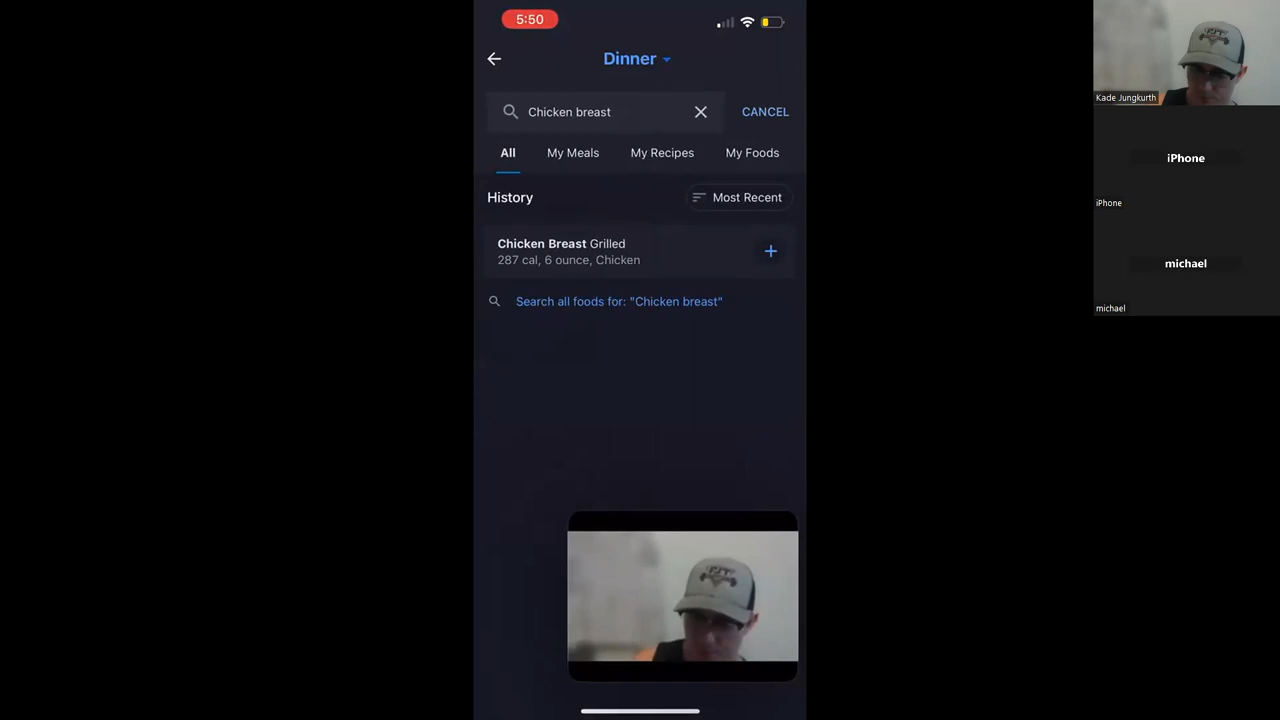 5:50
Dinner
Chicken breast
CANCEL
All
My Meals
My Recipes
My Foods
History
Most Recent
Chicken Breast Grilled
287 cal, 6 ounce, Chicken
Search all foods for: "Chicken breast"
Kade Jungkurth
iPhone
iPhone
michael
michael